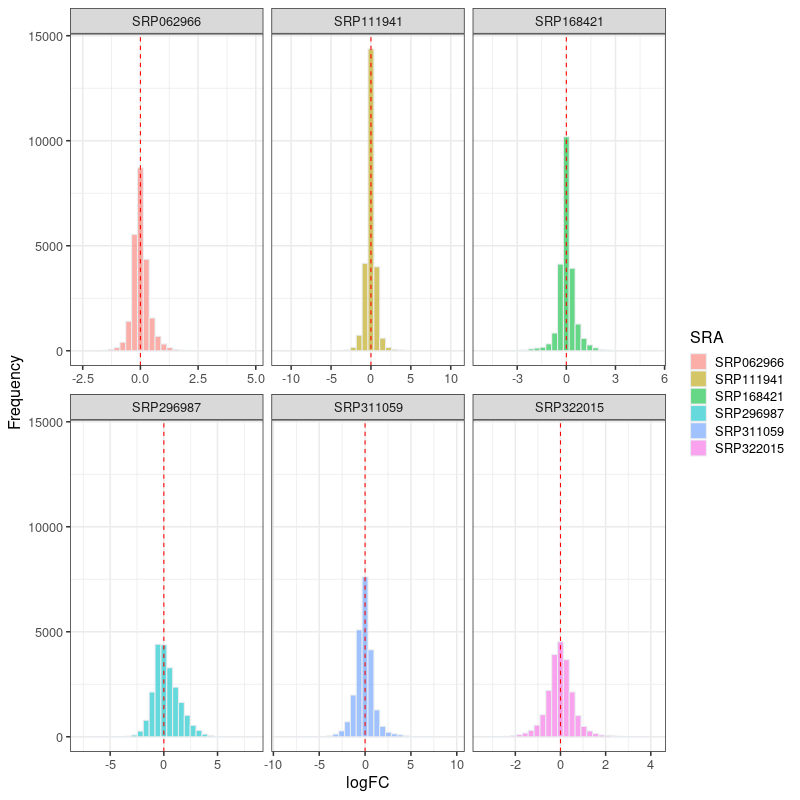 SRP062966 SRP111941 SRP168421
15000
10000
5000
0
-2.5 0.0 2.5 5.0 -10 -5 0 5 10 -3 0 3 6
SRP296987 SRP311059 SRP322015
15000
10000
5000
0
-5 0 5 -10 -5 0 5 10 -2 0 2 4
Frequency
logFC
SRA
SRP062966
SRP111941
SRP168421
SRP296987
SRP311059
SRP322015